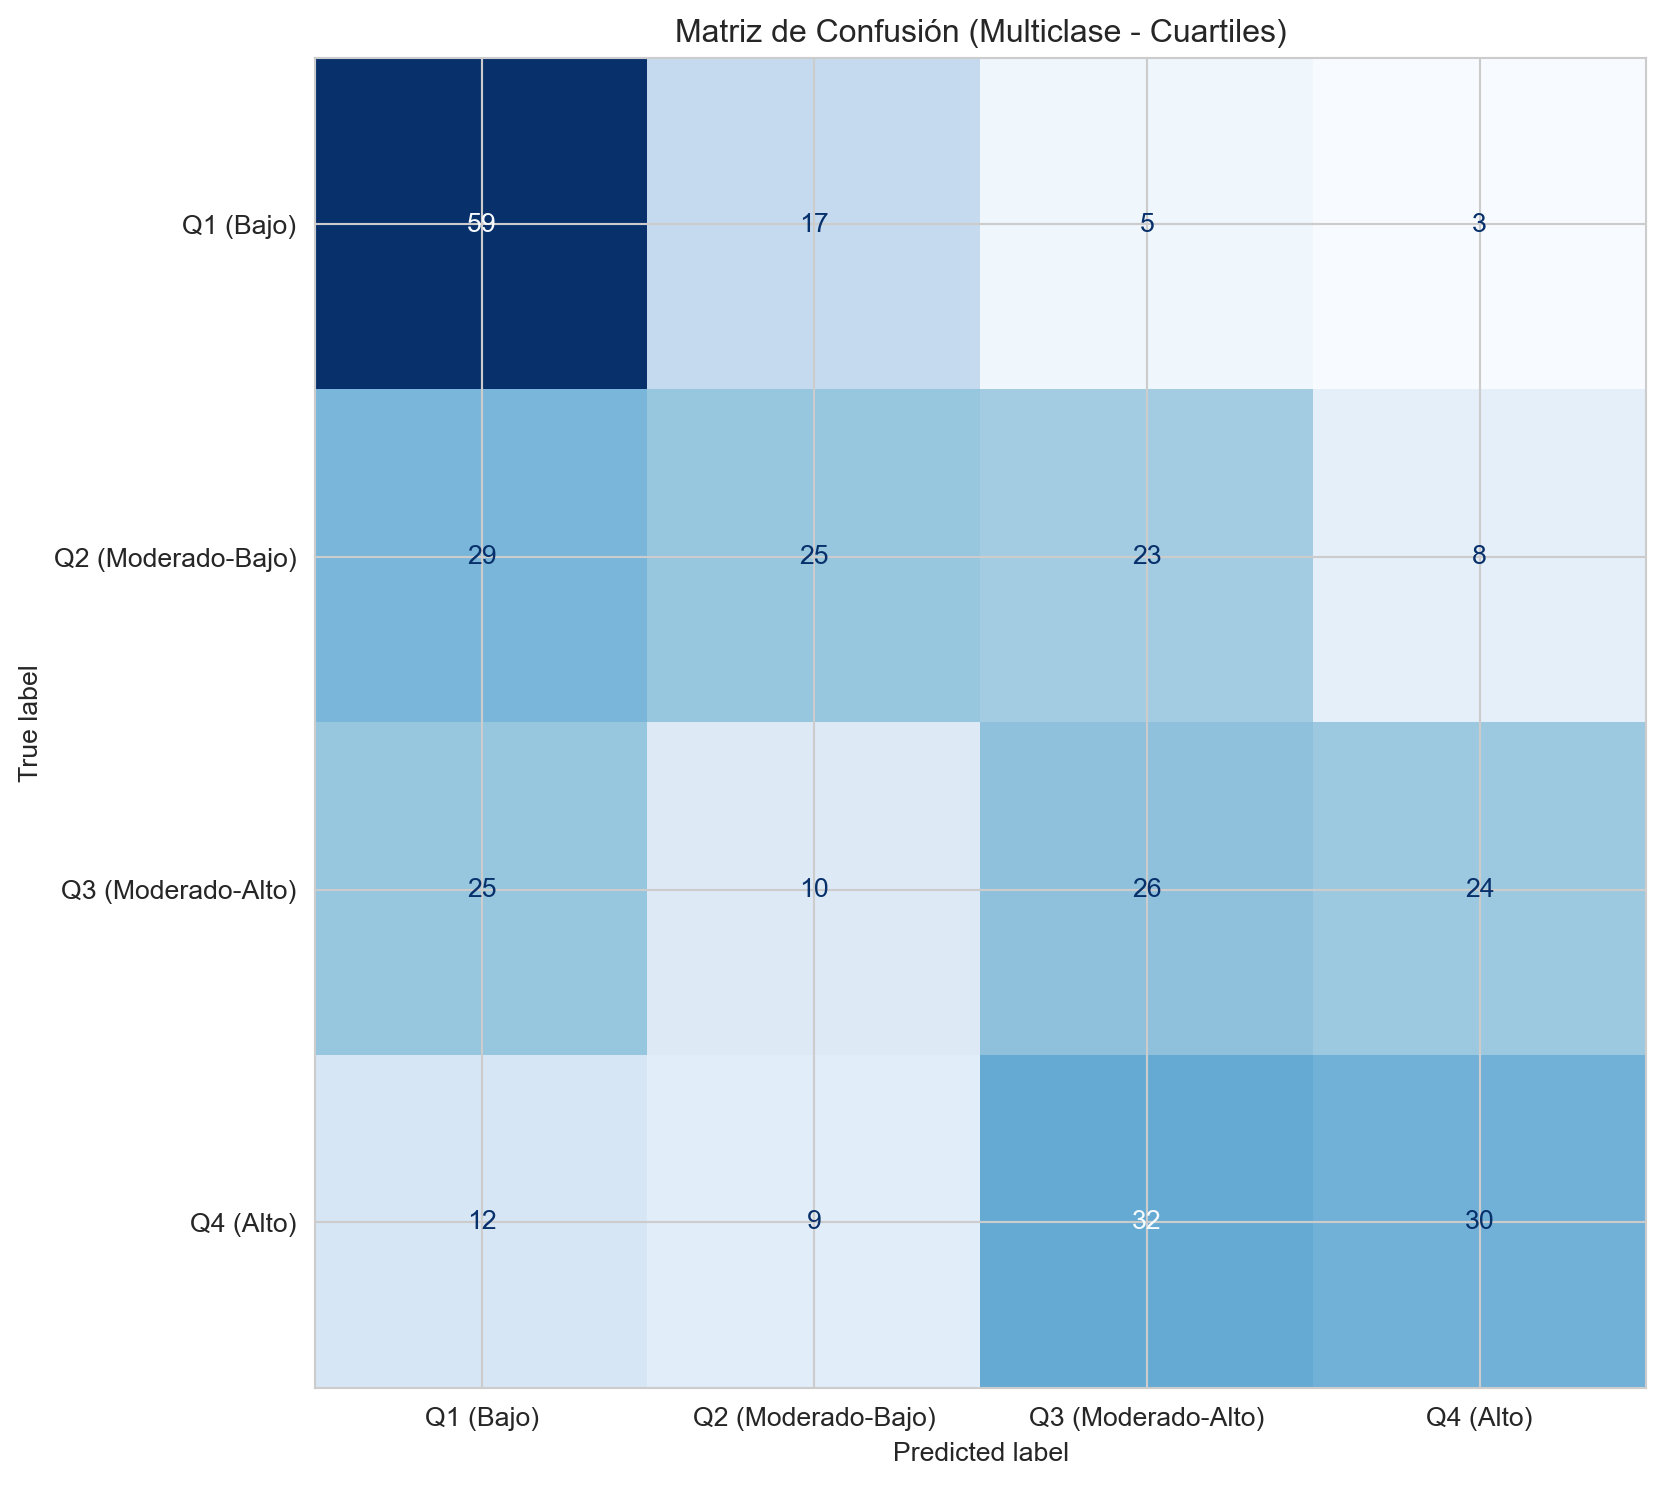 Matriz de Confusión (Multiclase - Cuartiles)
True label
Q1 (Bajo) 59 17 5 3
Q2 (Moderado-Bajo) 29 25 23 8
Q3 (Moderado-Alto) 25 10 26 24
Q4 (Alto) 12 9 32 30
Q1 (Bajo) Q2 (Moderado-Bajo) Q3 (Moderado-Alto) Q4 (Alto)
Predicted label